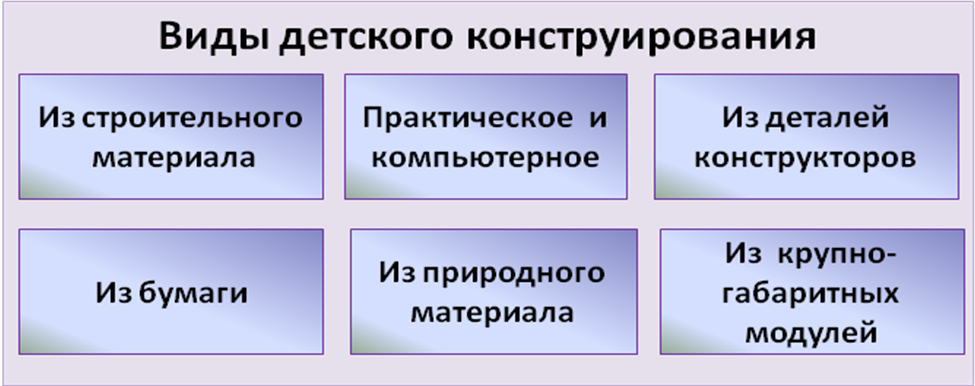 Виды детского конструирования
Из строительного
материала
Практическое и
компьютерное
Из деталей
конструкторов
Из бумаги
Из природного
материала
Из крупно-
габаритных
модулей